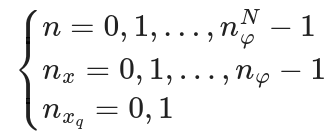 n = 0, 1, . . . , n_φ^N − 1
n_x = 0, 1, . . . , n_φ − 1
n_{x_q} = 0, 1